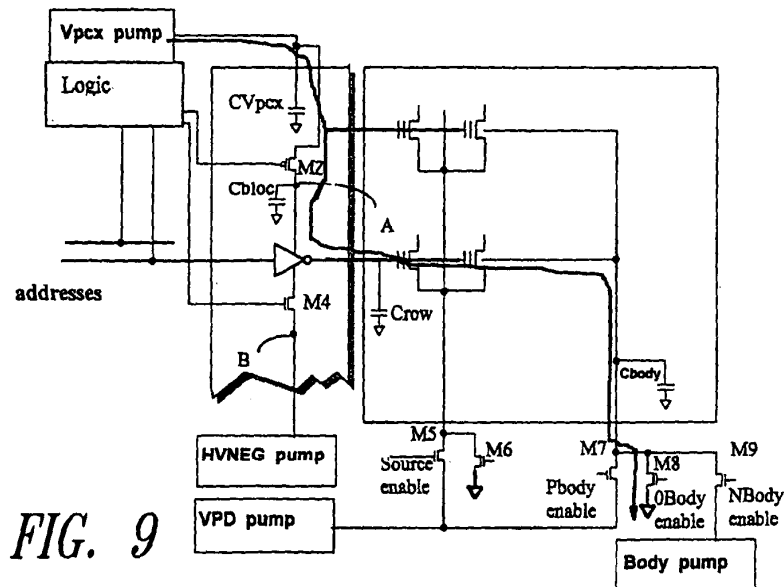 Vpcx pump
Logic
CVpcx
M2
Cbloc
A
addresses
M4
Crow
B
Cbody
HVNEG pump
M5
M6
Source
enable
M7
M8
M9
Pbody
enable
0Body
enable
NBody
enable
VPD pump
Body pump
FIG. 9